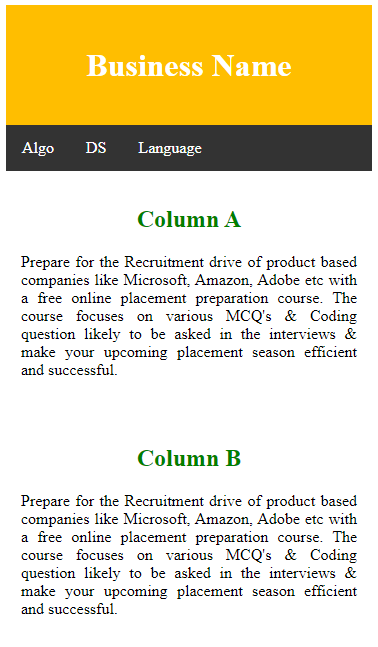 Business Name
Algo DS Language
Column A
Prepare for the Recruitment drive of product based
companies like Microsoft, Amazon, Adobe etc with
a free online placement preparation course. The
course focuses on various MCQ's & Coding
question likely to be asked in the interviews &
make your upcoming placement season efficient
and successful.
Column B
Prepare for the Recruitment drive of product based
companies like Microsoft, Amazon, Adobe etc with
a free online placement preparation course. The
course focuses on various MCQ's & Coding
question likely to be asked in the interviews &
make your upcoming placement season efficient
and successful.